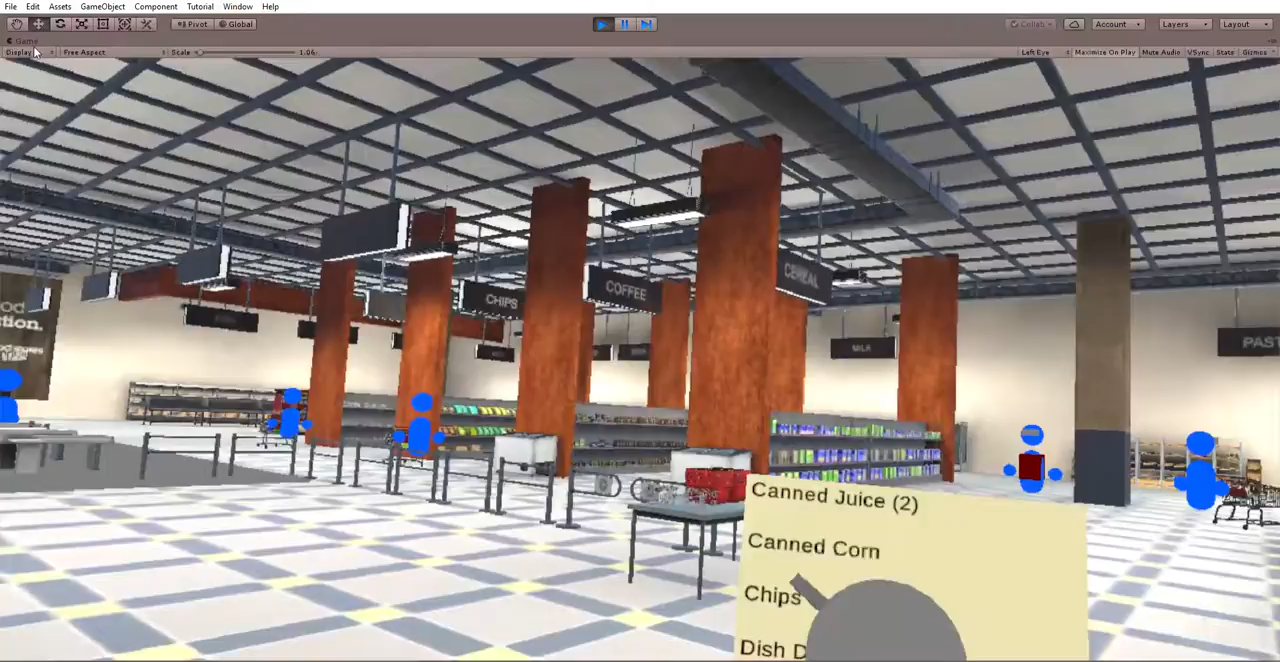 File Edit Assets GameObject Component Tutorial Window Help
Pivot Global Collab Account Layers Layout
Game
Display Free Aspect Scale 1.06 Left Eye Maximize On Play Mute Audio VSync Stats Gizmos
CEREAL
CHIPS
COFFEE
MILK
PAST
ction.
Canned Juice (2)
Canned Corn
Chips
Dish D